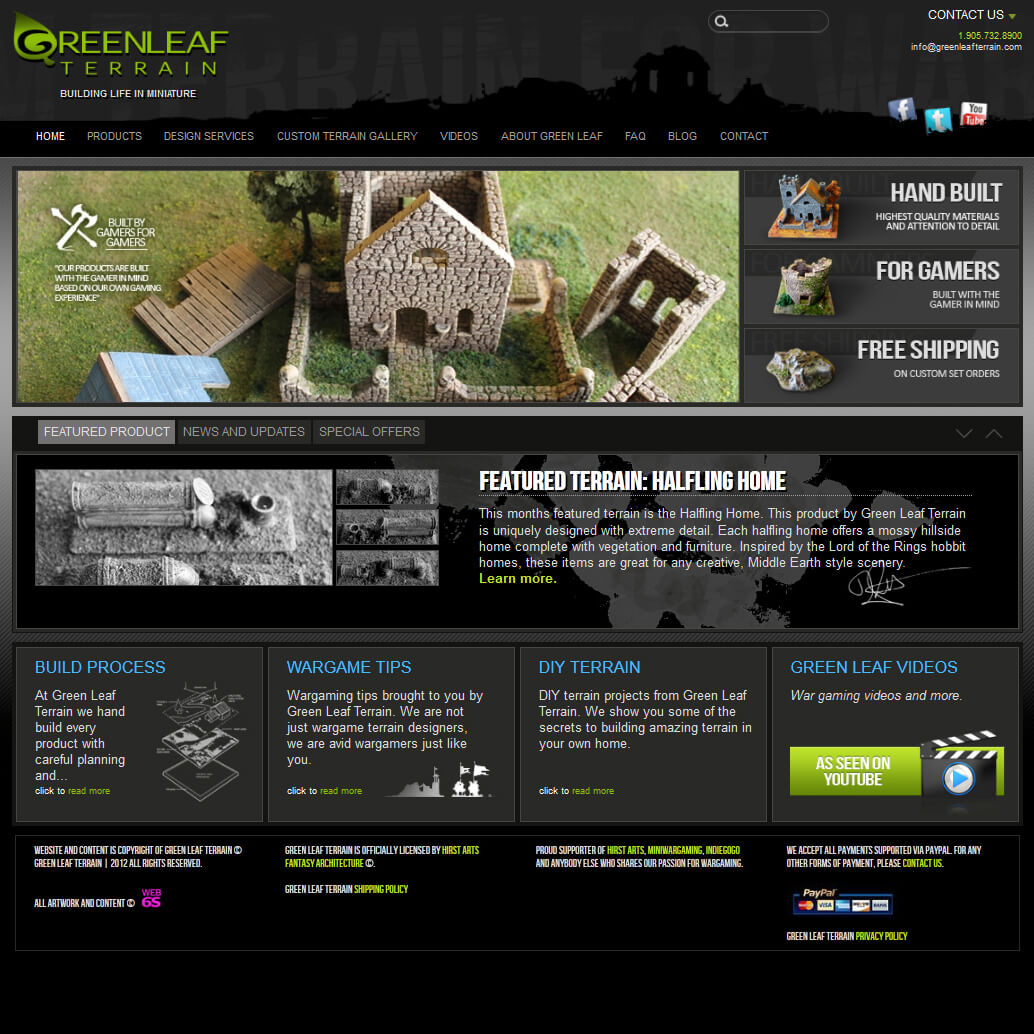 GREENLEAF
TERRAIN
BUILDING LIFE IN MINIATURE
CONTACT US
1.905.732.8900
info@greenleafterrain.com
You
Tube
HOME PRODUCTS DESIGN SERVICES CUSTOM TERRAIN GALLERY VIDEOS ABOUT GREEN LEAF FAQ BLOG CONTACT
BUILT BY
GAMERS FOR
GAMERS
"OUR PRODUCTS ARE BUILT
WITH THE GAMER IN MIND
BASED ON OUR OWN GAMING
EXPERIENCE"
HAND BUILT
HIGHEST QUALITY MATERIALS
AND ATTENTION TO DETAIL
FOR GAMERS
BUILT WITH THE
GAMER IN MIND
FREE SHIPPING
ON CUSTOM SET ORDERS
FEATURED PRODUCT NEWS AND UPDATES SPECIAL OFFERS
FEATURED TERRAIN: HALFLING HOME
This months featured terrain is the Halfling Home. This product by Green Leaf Terrain
is uniquely designed with extreme detail. Each halfling home offers a mossy hillside
home complete with vegetation and furniture. Inspired by the Lord of the Rings hobbit
homes, these items are great for any creative, Middle Earth style scenery.
Learn more.
BUILD PROCESS
At Green Leaf
Terrain we hand
build every
product with
careful planning
and...
click to read more
WARGAME TIPS
Wargaming tips brought to you by
Green Leaf Terrain. We are not
just wargame terrain designers,
we are avid wargamers just like
you.
click to read more
DIY TERRAIN
DIY terrain projects from Green Leaf
Terrain. We show you some of the
secrets to building amazing terrain in
your own home.
click to read more
GREEN LEAF VIDEOS
War gaming videos and more.
AS SEEN ON
YOUTUBE
WEBSITE AND CONTENT IS COPYRIGHT OF GREEN LEAF TERRAIN ©
GREEN LEAF TERRAIN | 2012 ALL RIGHTS RESERVED.
ALL ARTWORK AND CONTENT © WEB
6S
GREEN LEAF TERRAIN IS OFFICIALLY LICENSED BY HIRST ARTS
FANTASY ARCHITECTURE ©.
GREEN LEAF TERRAIN SHIPPING POLICY
PROUD SUPPORTER OF HIRST ARTS, MINIWARGAMING, INDIEGOGO
AND ANYBODY ELSE WHO SHARES OUR PASSION FOR WARGAMING.
WE ACCEPT ALL PAYMENTS SUPPORTED VIA PAYPAL. FOR ANY
OTHER FORMS OF PAYMENT, PLEASE CONTACT US.
PayPal
VISA
BANK
GREEN LEAF TERRAIN PRIVACY POLICY